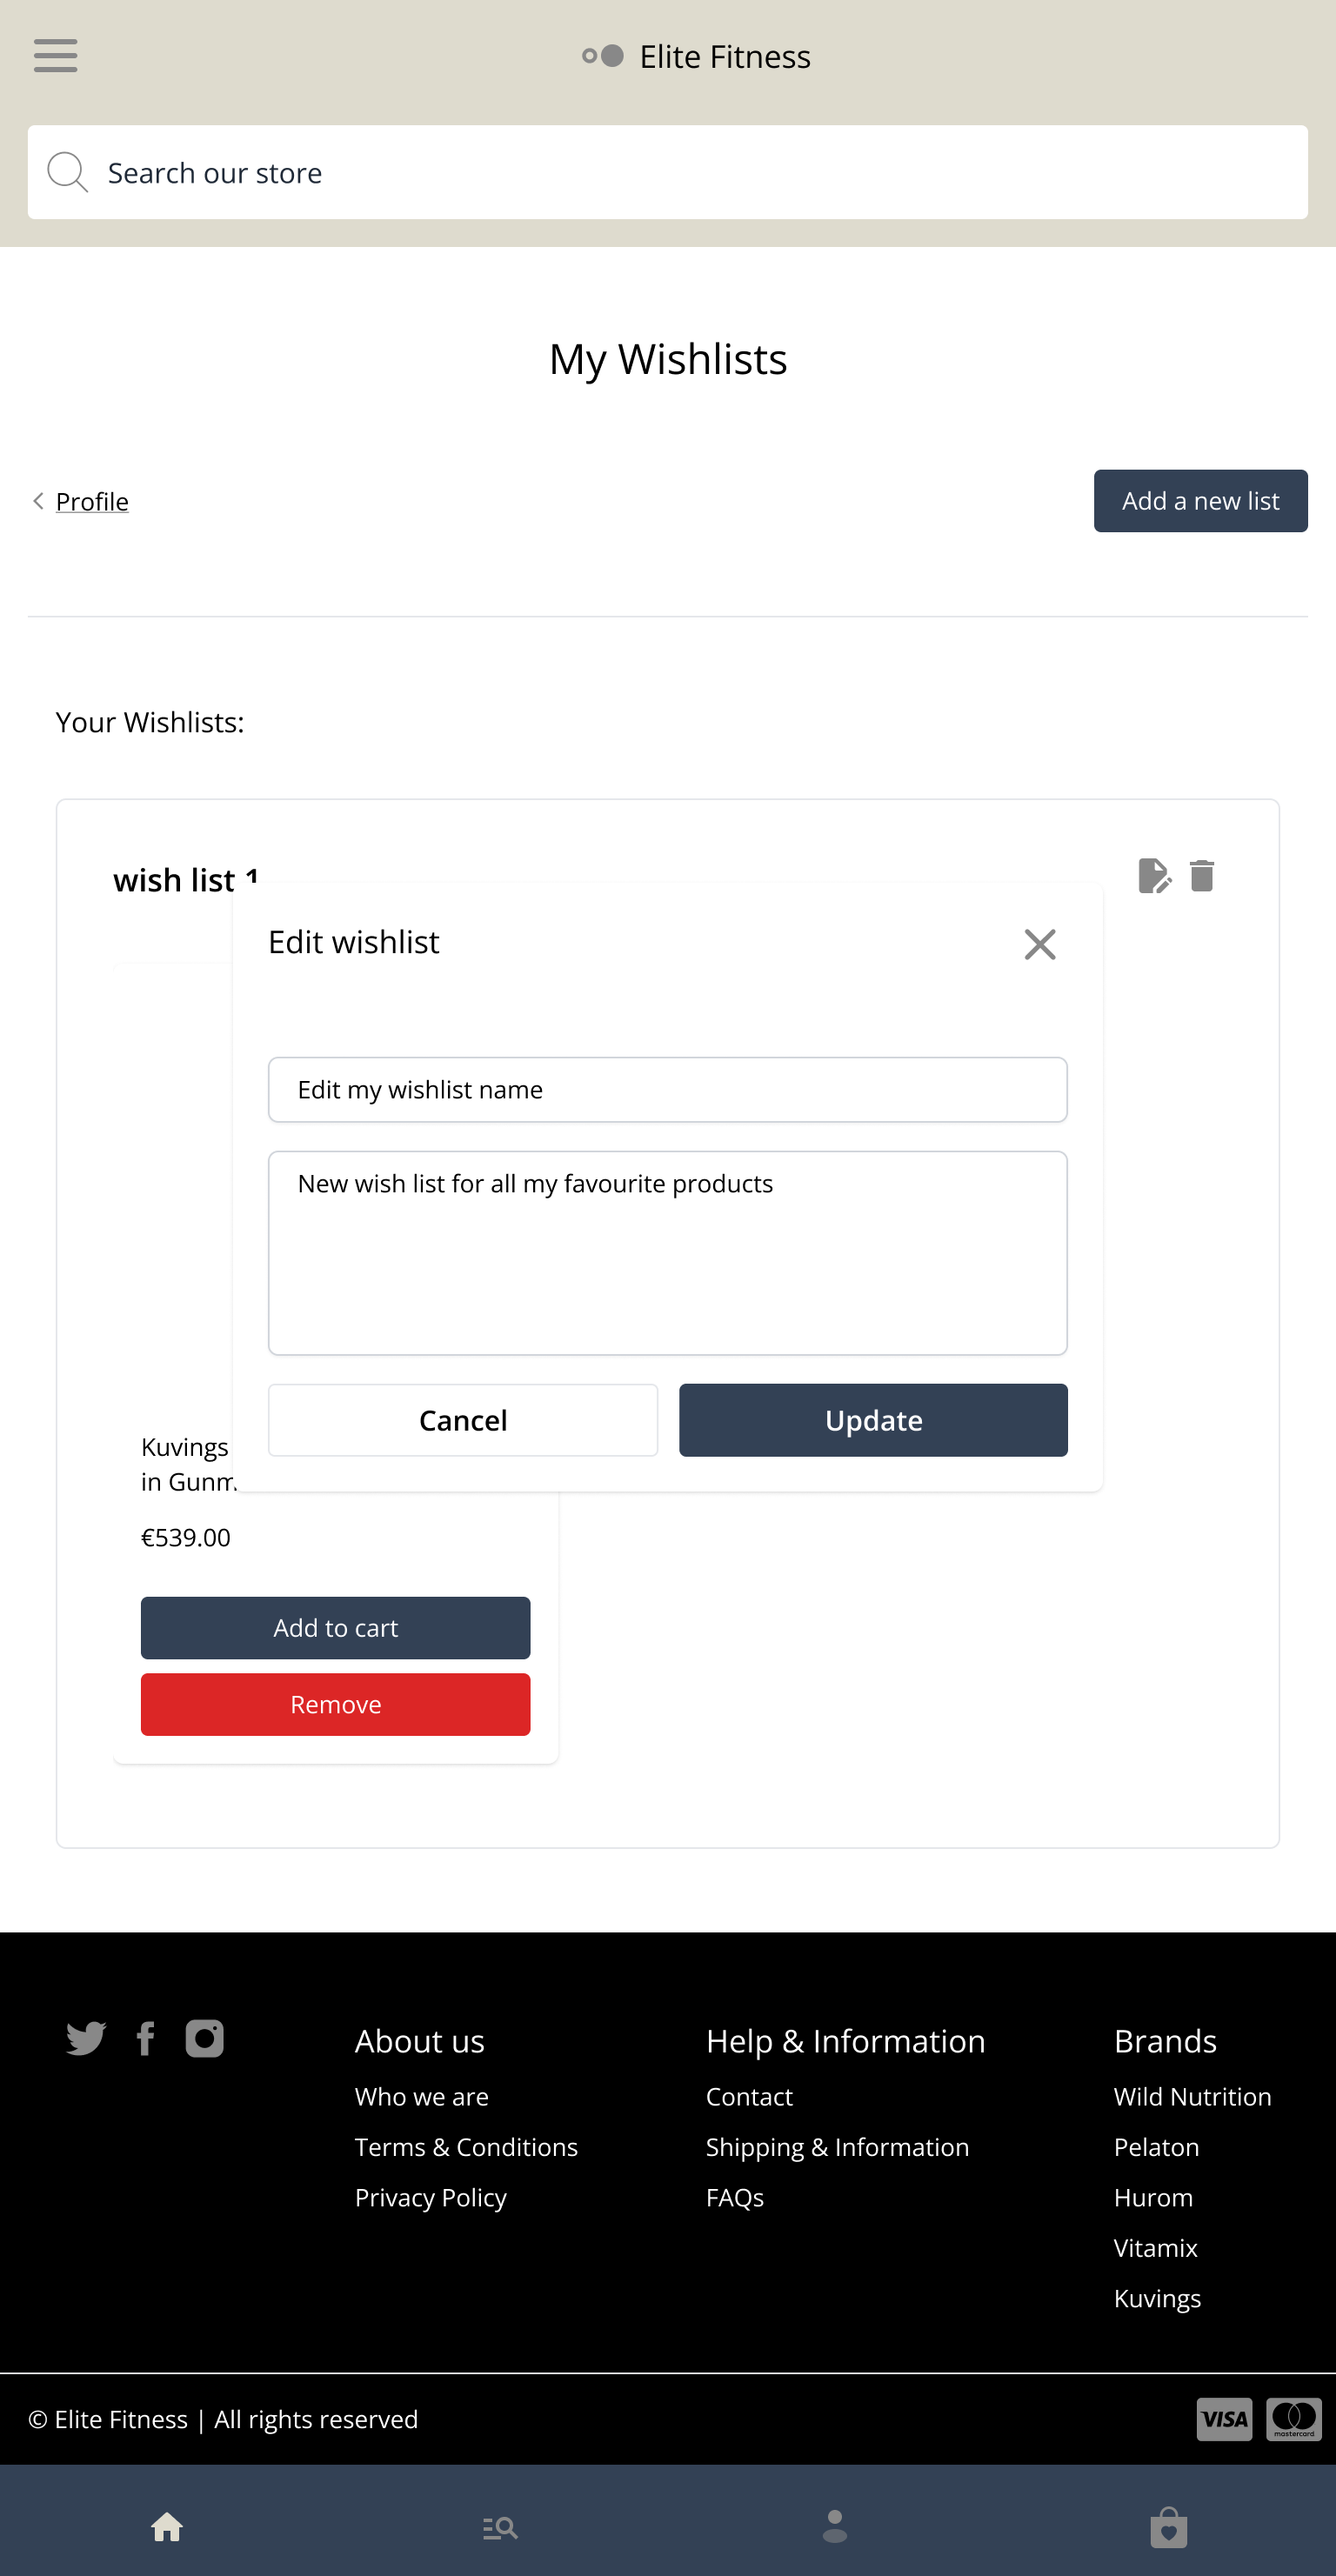 Elite Fitness
Search our store
My Wishlists
Profile
Add a new list
Your Wishlists:
wish list 1
Edit wishlist
Edit my wishlist name
New wish list for all my favourite products
Cancel
Update
Kuvings
in Gunm
€539.00
Add to cart
Remove
About us
Who we are
Terms & Conditions
Privacy Policy
Help & Information
Contact
Shipping & Information
FAQs
Brands
Wild Nutrition
Pelaton
Hurom
Vitamix
Kuvings
© Elite Fitness | All rights reserved
VISA
mastercard